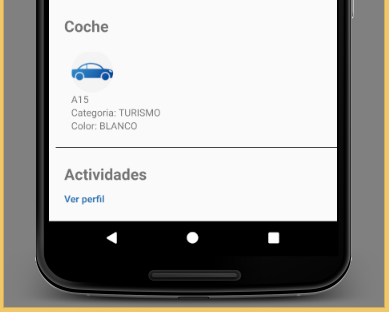 Coche
A15
Categoria: TURISMO
Color: BLANCO
Actividades
Ver perfil